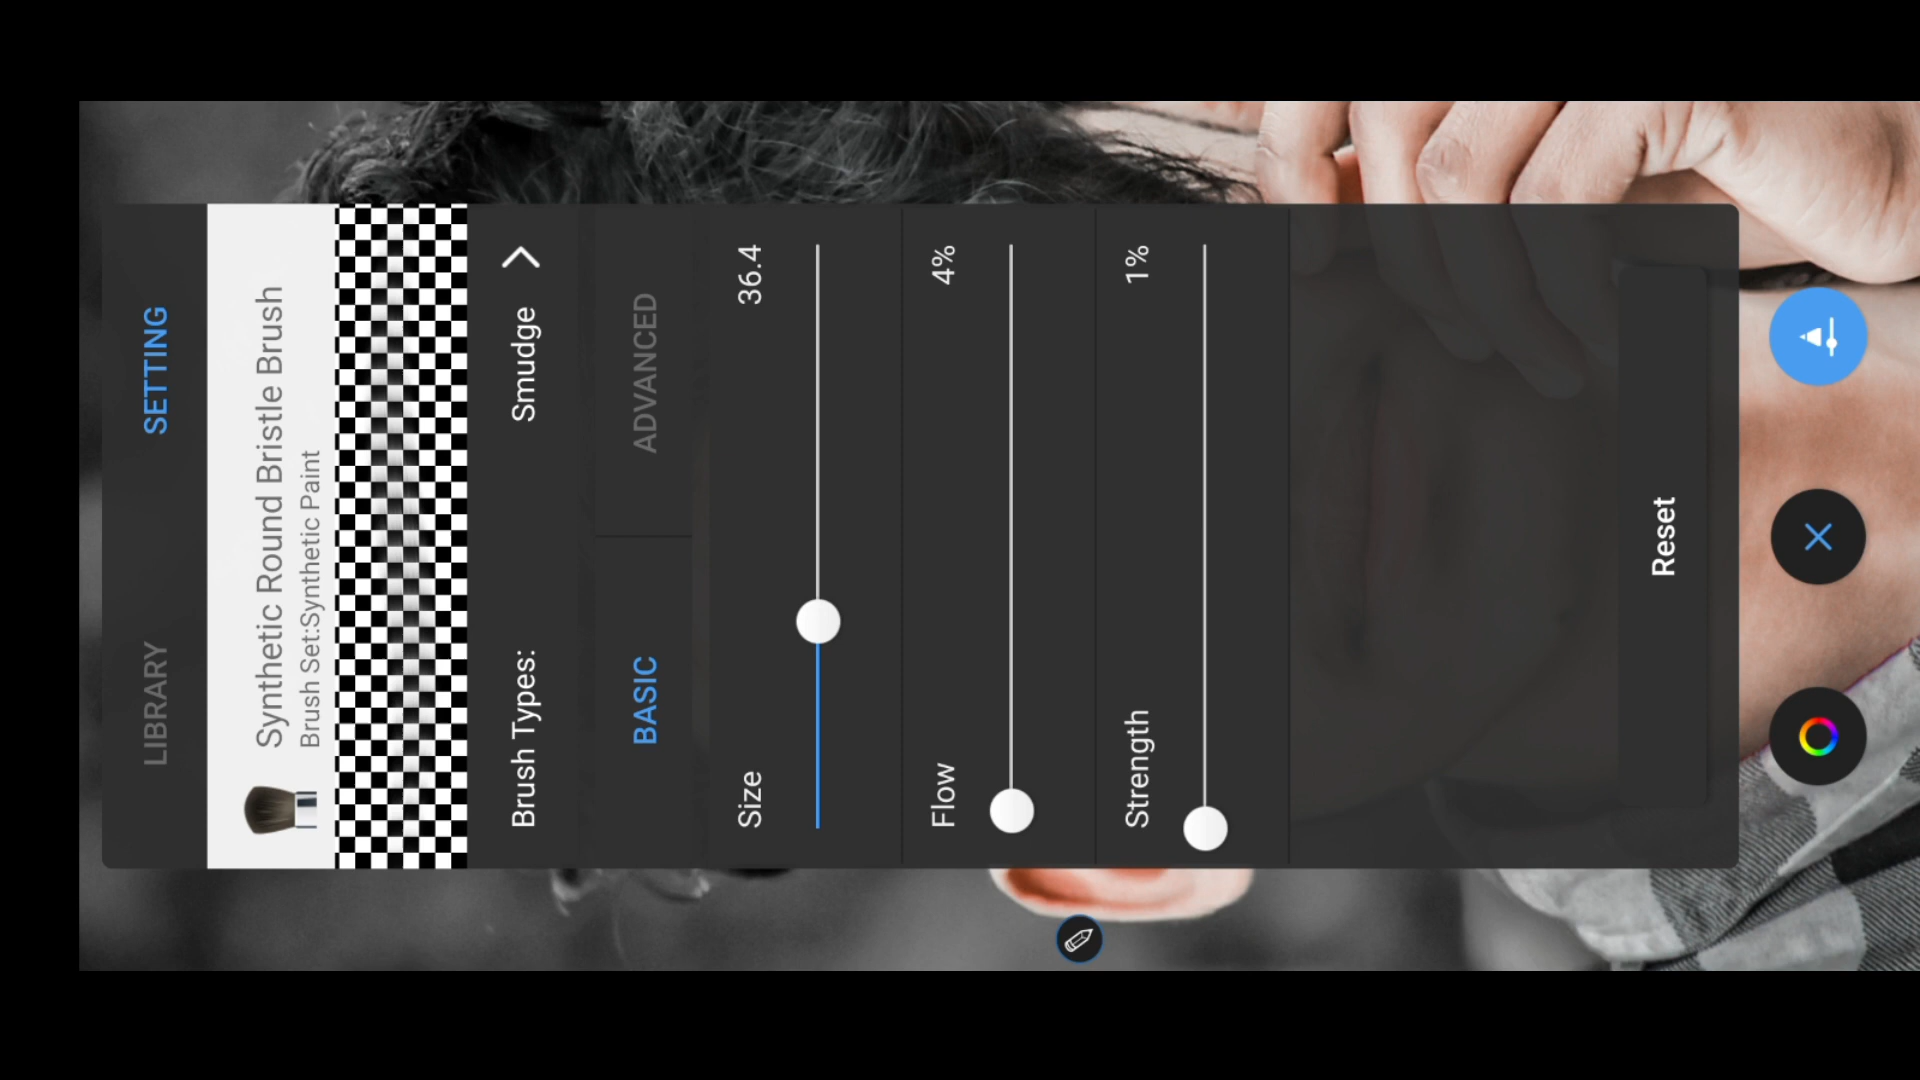 LIBRARY SETTING
Synthetic Round Bristle Brush
Brush Set:Synthetic Paint
Brush Types: Smudge
BASIC ADVANCED
Size 36.4
Flow 4%
Strength 1%
Reset